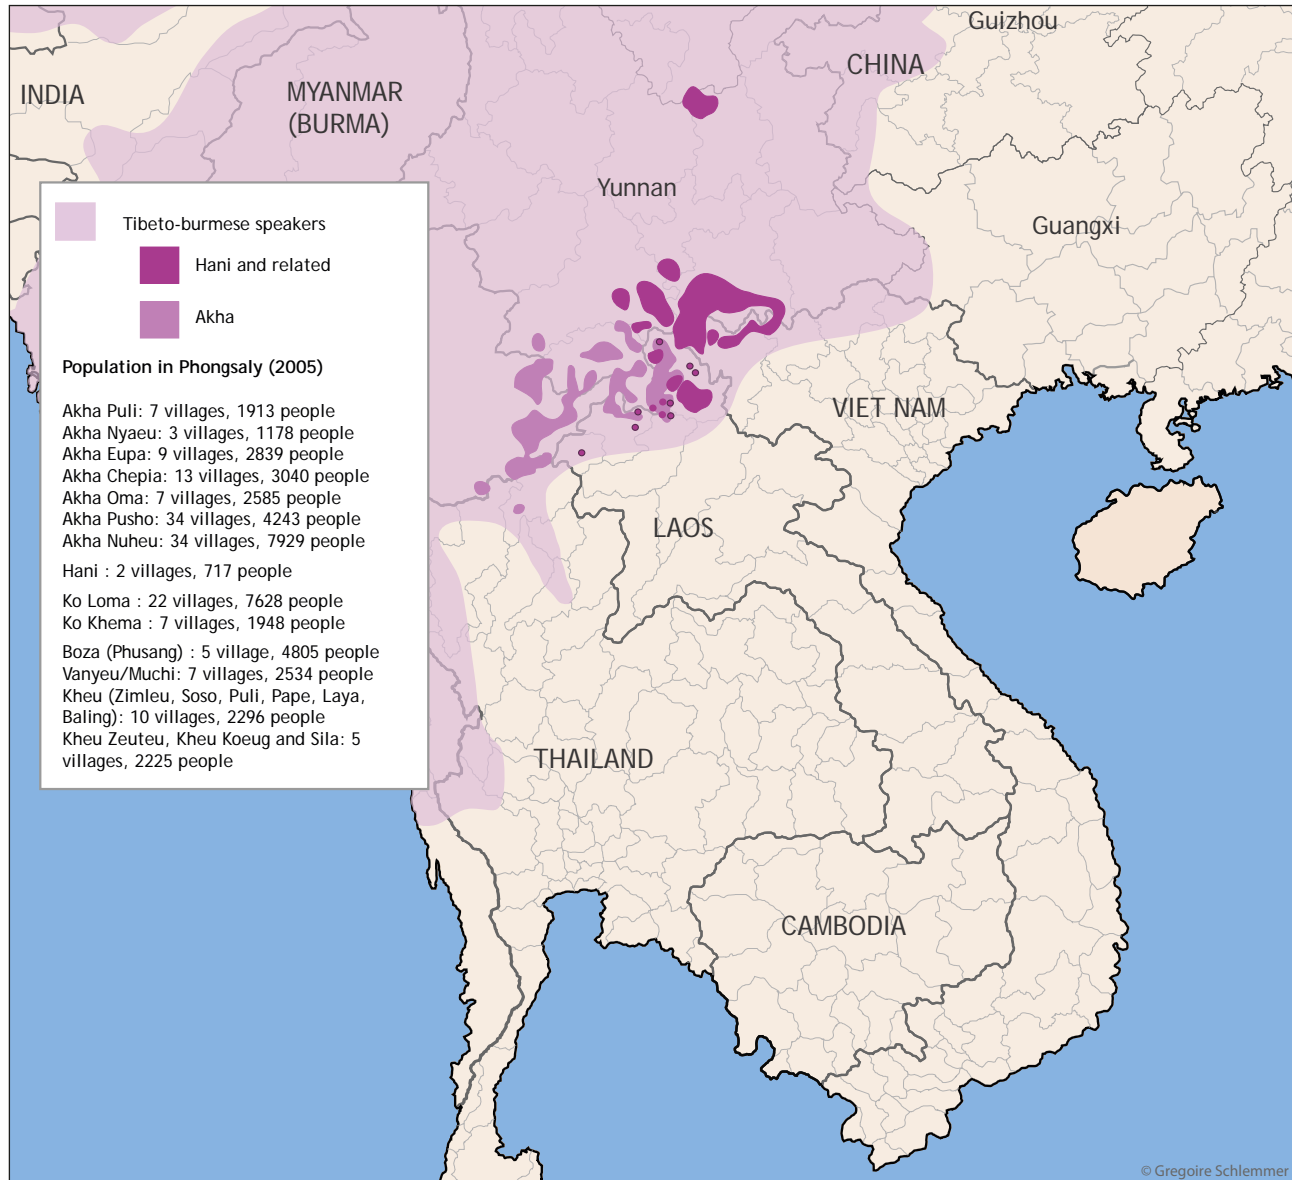 Guizhou
CHINA
INDIA
MYANMAR
(BURMA)
Yunnan
Guangxi
Tibeto-burmese speakers
Hani and related
Akha
Population in Phongsaly (2005)
Akha Puli: 7 villages, 1913 people
Akha Nyaeu: 3 villages, 1178 people
Akha Eupa: 9 villages, 2839 people
Akha Chepia: 13 villages, 3040 people
Akha Oma: 7 villages, 2585 people
Akha Pusho: 34 villages, 4243 people
Akha Nuheu: 34 villages, 7929 people
Hani : 2 villages, 717 people
Ko Loma : 22 villages, 7628 people
Ko Khema : 7 villages, 1948 people
Boza (Phusang) : 5 village, 4805 people
Vanyeu/Muchi: 7 villages, 2534 people
Kheu (Zimleu, Soso, Puli, Pape, Laya,
Baling): 10 villages, 2296 people
Kheu Zeuteu, Kheu Koeug and Sila: 5
villages, 2225 people
VIET NAM
LAOS
THAILAND
CAMBODIA
© Gregoire Schlemmer